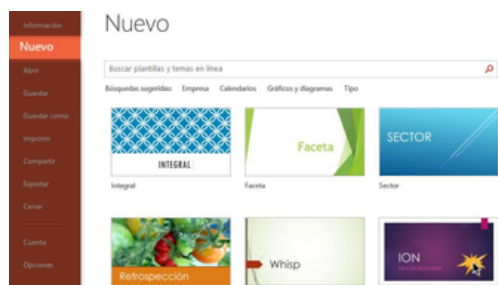 Información
Nuevo
Abrir
Guardar
Guardar como
Imprimir
Compartir
Exportar
Cerrar
Cuenta
Opciones
Nuevo
Buscar plantillas y temas en línea
Búsquedas sugeridas: Empresa Calendarios Gráficos y diagramas Tipo
INTEGRAL
Integral
Faceta
Faceta
SECTOR
Sector
Retrospección
Whisp
ION